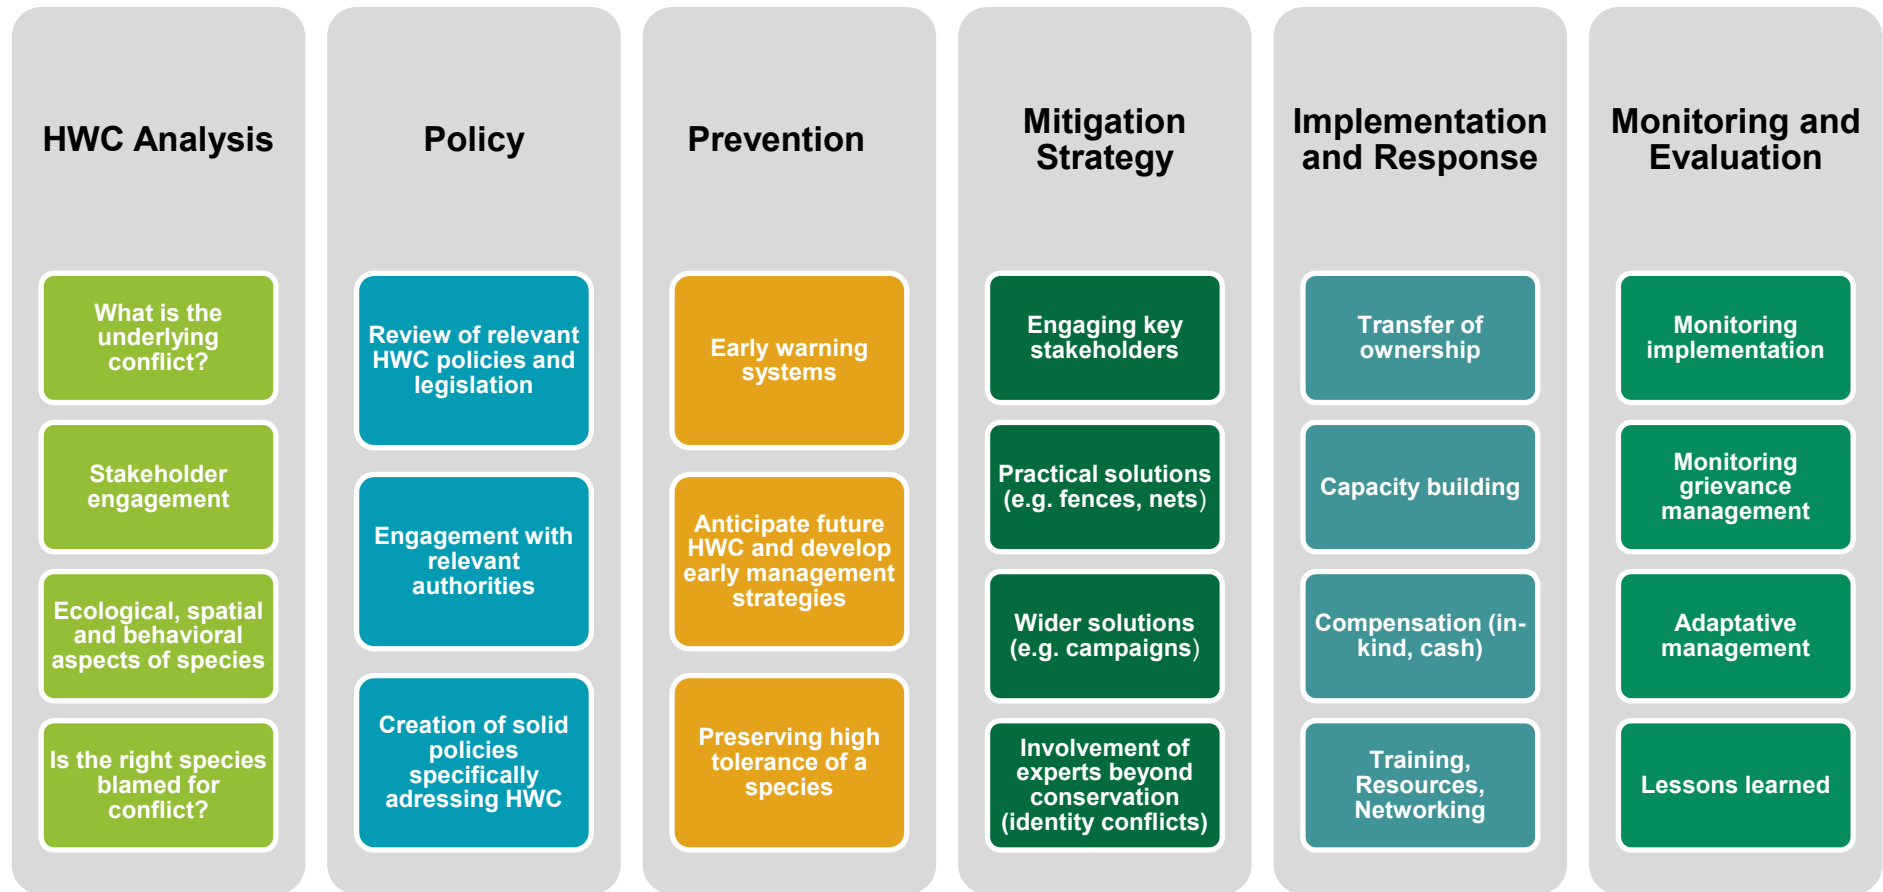 HWC Analysis
What is the
underlying
conflict?
Stakeholder
engagement
Ecological, spatial
and behavioral
aspects of species
Is the right species
blamed for
conflict?
Policy
Review of relevant
HWC policies and
legislation
Engagement with
relevant
authorities
Creation of solid
policies
specifically
adressing HWC
Prevention
Early warning
systems
Anticipate future
HWC and develop
early management
strategies
Preserving high
tolerance of a
species
Mitigation
Strategy
Engaging key
stakeholders
Practical solutions
(e.g. fences, nets)
Wider solutions
(e.g. campaigns)
Involvement of
experts beyond
conservation
(identity conflicts)
Implementation
and Response
Transfer of
ownership
Capacity building
Compensation (in-
kind, cash)
Training,
Resources,
Networking
Monitoring and
Evaluation
Monitoring
implementation
Monitoring
grievance
management
Adaptative
management
Lessons learned